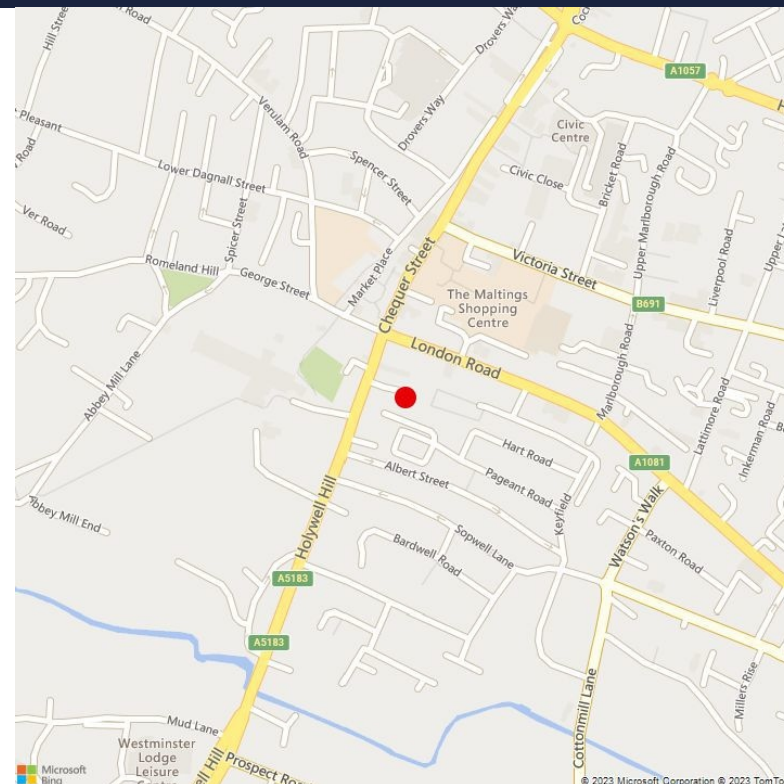 Hill Street
Road
Drovers Way
A1057
Verulam Road
Drovers Way
Civic
Centre
Pleasant
Lower Dagnall Street
Spencer Street
Civic Close
Bricket Road
Road
Upper Marlborough Road
Ver Road
Spicer Street
Liverpool Road
Romeland Hill
George Street
Market Place
Chequer Street
Victoria Street
The Maltings
Shopping
Centre
B691
London Road
Abbey Mill Lane
Marlborough Road
Lattimore Road
Inkerman Road
Hart Road
A1081
Albert Street
Pageant Road
Holywell Hill
Keyfield
Watson's Walk
Abbey Mill End
Sopwell Lane
Bardwell Road
Paxton Road
A5183
A5183
Cottonmill Lane
Millers Rise
Mud Lane
Westminster
Lodge
Leisure
Prospect
Microsoft
Bing
© 2023 Microsoft Corporation © 2023 TomTo